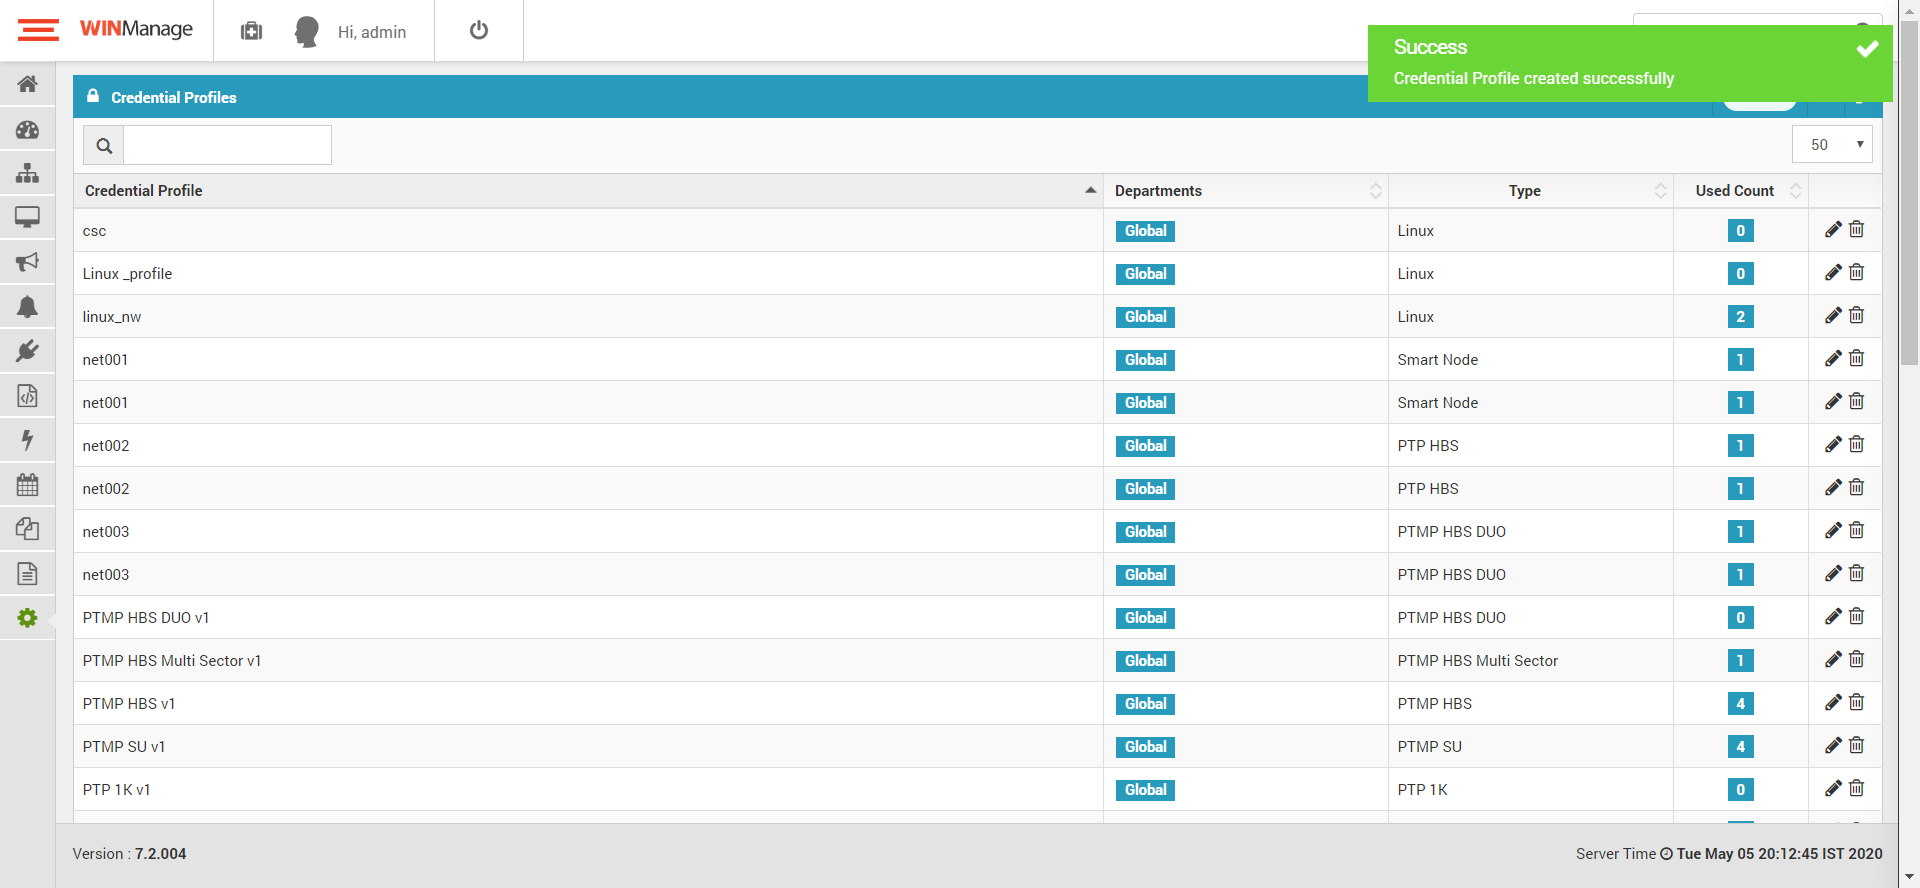 WINManage
Hi, admin
Success
Credential Profile created successfully
Credential Profiles
50
Credential Profile Departments Type Used Count
csc Global Linux 0
Linux _profile Global Linux 0
linux_nw Global Linux 2
net001 Global Smart Node 1
net001 Global Smart Node 1
net002 Global PTP HBS 1
net002 Global PTP HBS 1
net003 Global PTMP HBS DUO 1
net003 Global PTMP HBS DUO 1
PTMP HBS DUO v1 Global PTMP HBS DUO 0
PTMP HBS Multi Sector v1 Global PTMP HBS Multi Sector 1
PTMP HBS v1 Global PTMP HBS 4
PTMP SU v1 Global PTMP SU 4
PTP 1K v1 Global PTP 1K 0
Version : 7.2.004
Server Time Tue May 05 20:12:45 IST 2020